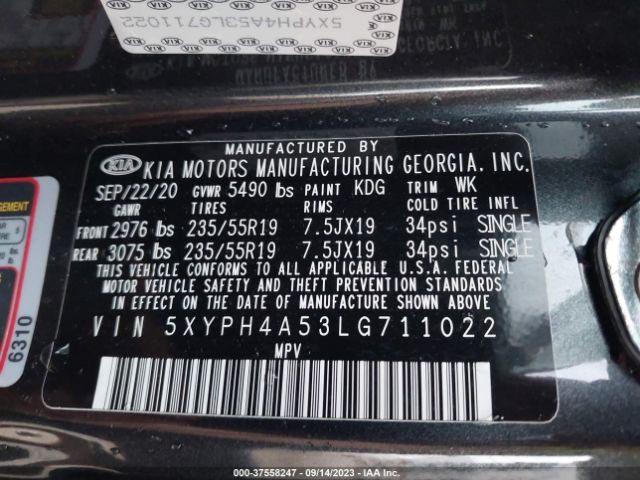 5XYPH4A53LG711022
MANUFACTURED BY
KIA KIA MOTORS MANUFACTURING GEORGIA, INC.
SEP/22/20 GVWR 5490 lbs PAINT KDG TRIM WK
GAWR TIRES RIMS COLD TIRE INFL
FRONT 2976 lbs 235/55R19 7.5JX19 34psi SINGLE
REAR 3075 lbs 235/55R19 7.5JX19 34psi SINGLE
THIS VEHICLE CONFORMS TO ALL APPLICABLE U.S.A. FEDERAL
MOTOR VEHICLE SAFETY AND THEFT PREVENTION STANDARDS
IN EFFECT ON THE DATE OF MANUFACTURE SHOWN ABOVE.
VIN 5XYPH4A53LG711022
MPV
6310
000-37558247 - 09/14/2023 - IAA Inc.